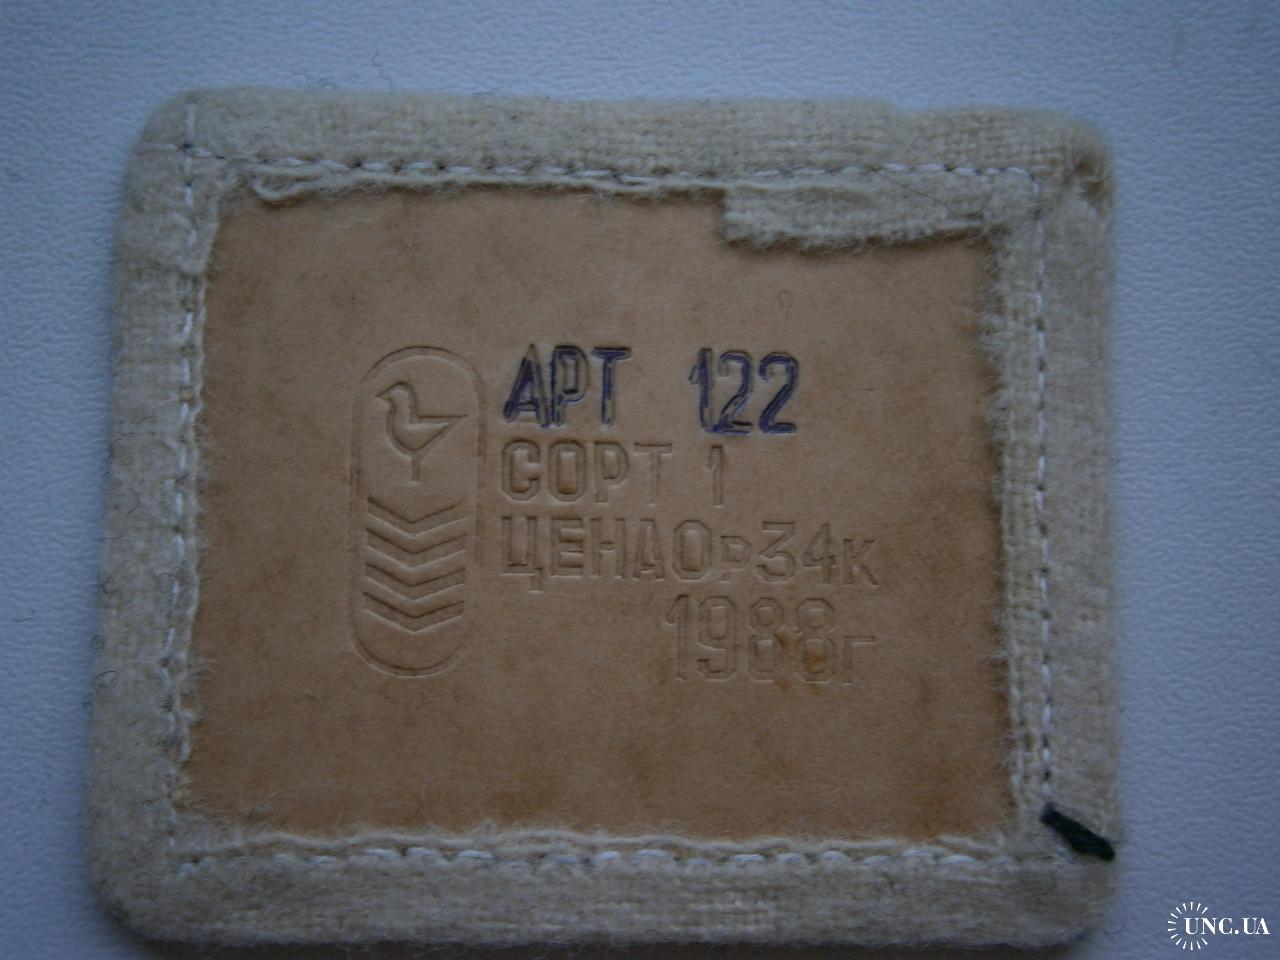 АРТ 122
СОРТ 1
ЦЕНА 0р34к
1988г
UNC.UA